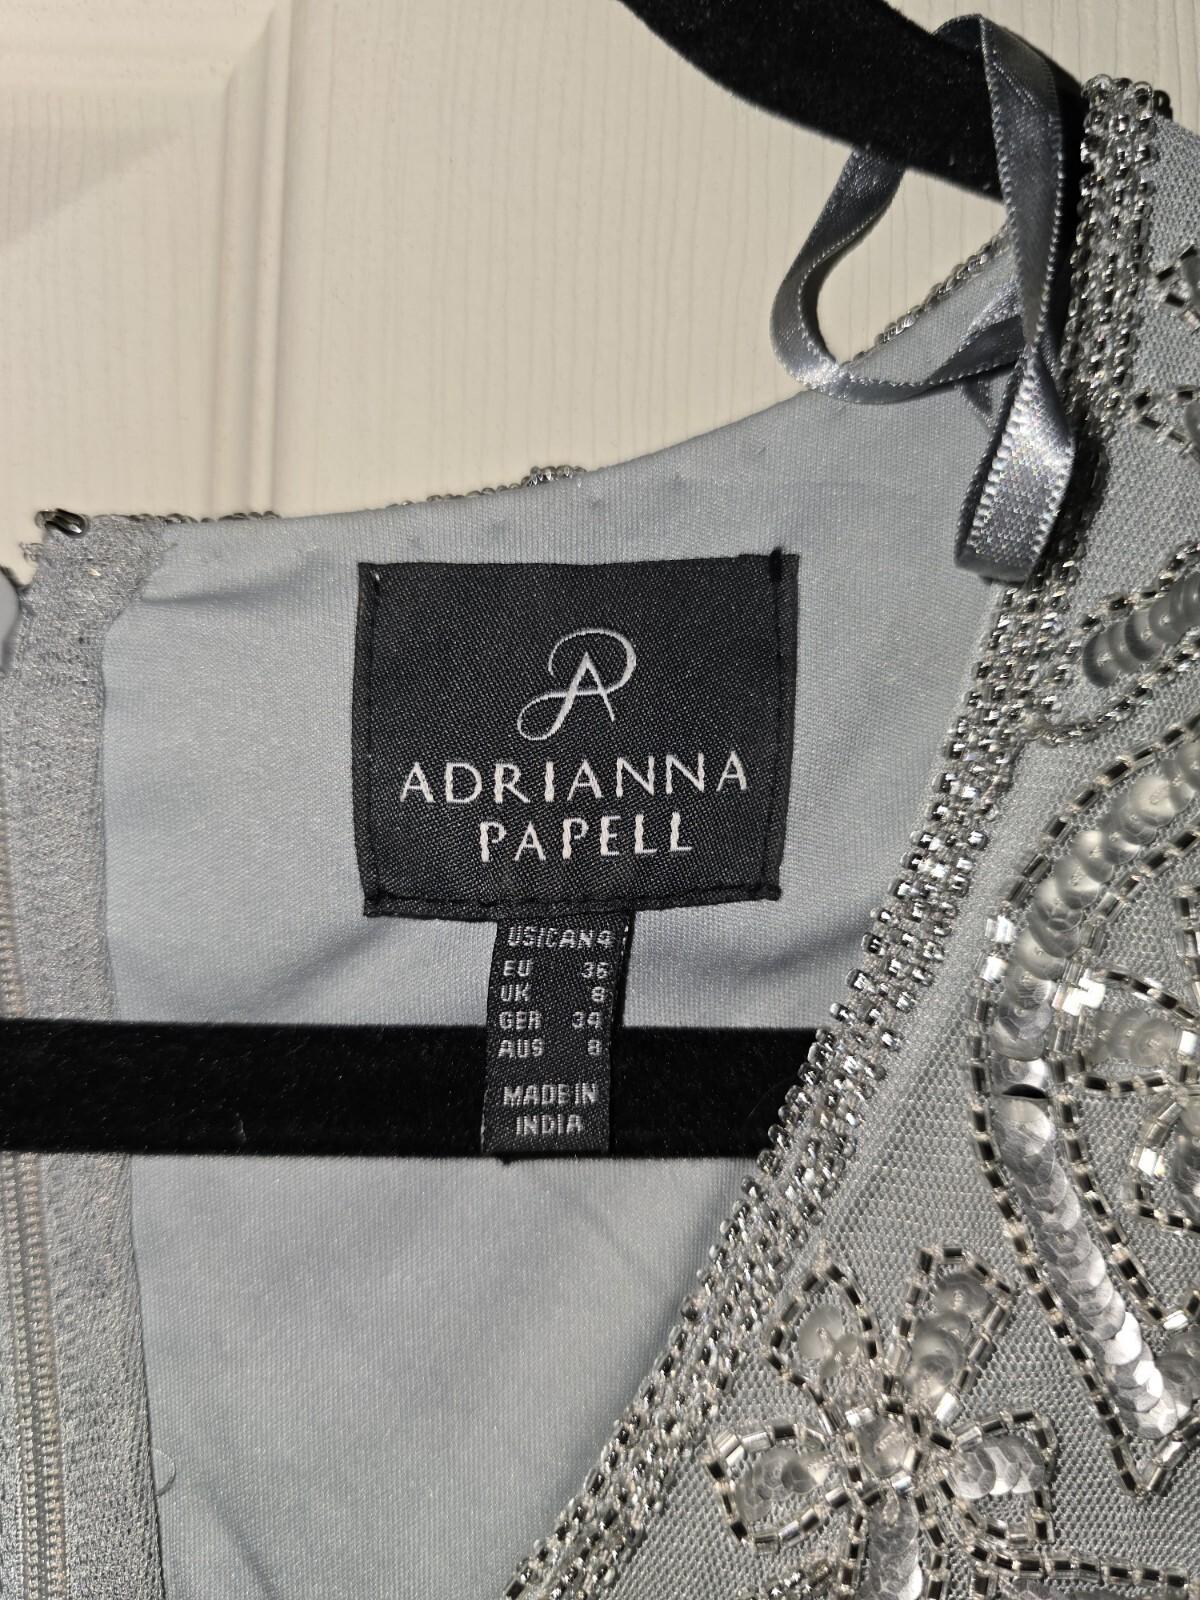 ADRIANNA
PAPELL
US/CAN 4
EU 36
UK 8
GER 34
AUS 8
MADE IN
INDIA